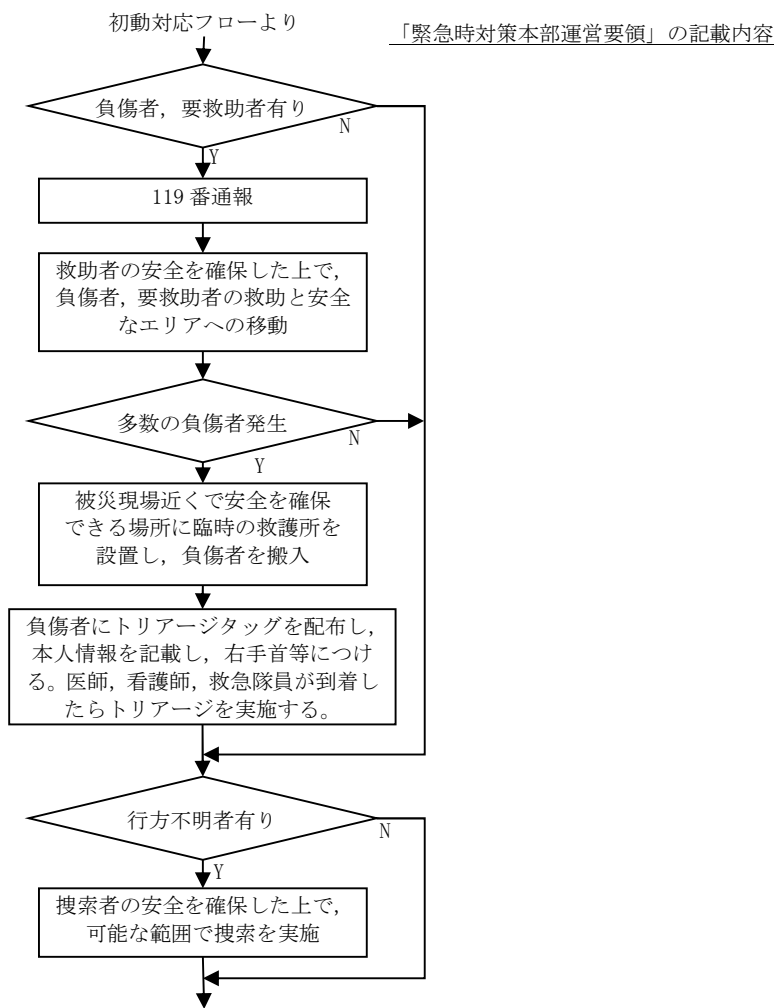 初動対応フローより
「緊急時対策本部運営要領」の記載内容
負傷者，要救助者有り
N
Y
119 番通報
救助者の安全を確保した上で，
負傷者，要救助者の救助と安全
なエリアへの移動
多数の負傷者発生
N
Y
被災現場近くで安全を確保
できる場所に臨時の救護所を
設置し，負傷者を搬入
負傷者にトリアージタッグを配布し，
本人情報を記載し，右手首等につけ
る。医師，看護師，救急隊員が到着し
たらトリアージを実施する。
行方不明者有り
N
Y
捜索者の安全を確保した上で，
可能な範囲で捜索を実施